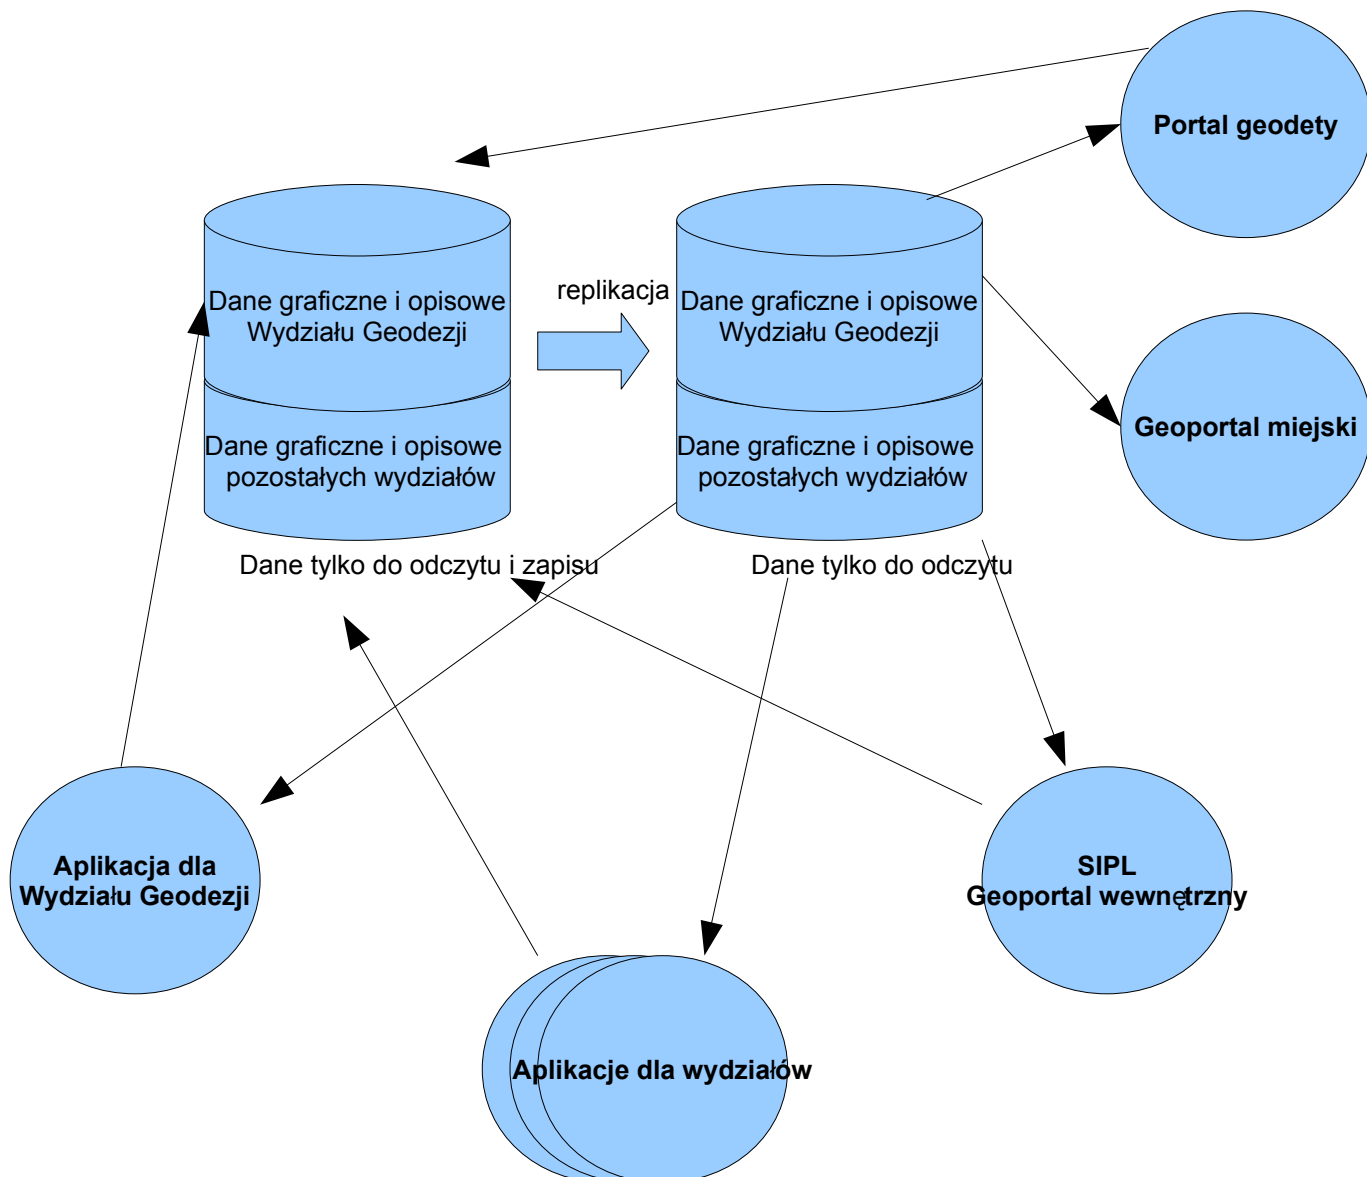 Portal geodety
replikacja
Dane graficzne i opisowe
Wydziału Geodezji
Dane graficzne i opisowe
Wydziału Geodezji
Geoportal miejski
Dane graficzne i opisowe
pozostałych wydziałów
Dane graficzne i opisowe
pozostałych wydziałów
Dane tylko do odczytu i zapisu
Dane tylko do odczytu
Aplikacja dla
Wydziału Geodezji
SIPL
Geoportal wewnętrzny
Aplikacje dla wydziałów